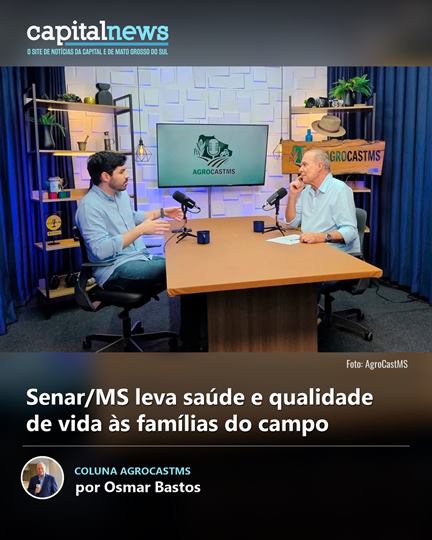 capitalnews
O SITE DE NOTÍCIAS DA CAPITAL E DE MATO GROSSO DO SUL
AGROCASTMS
AGROCASTMS
Foto: AgroCastMS
Senar/MS leva saúde e qualidade
de vida às famílias do campo
COLUNA AGROCASTMS
por Osmar Bastos